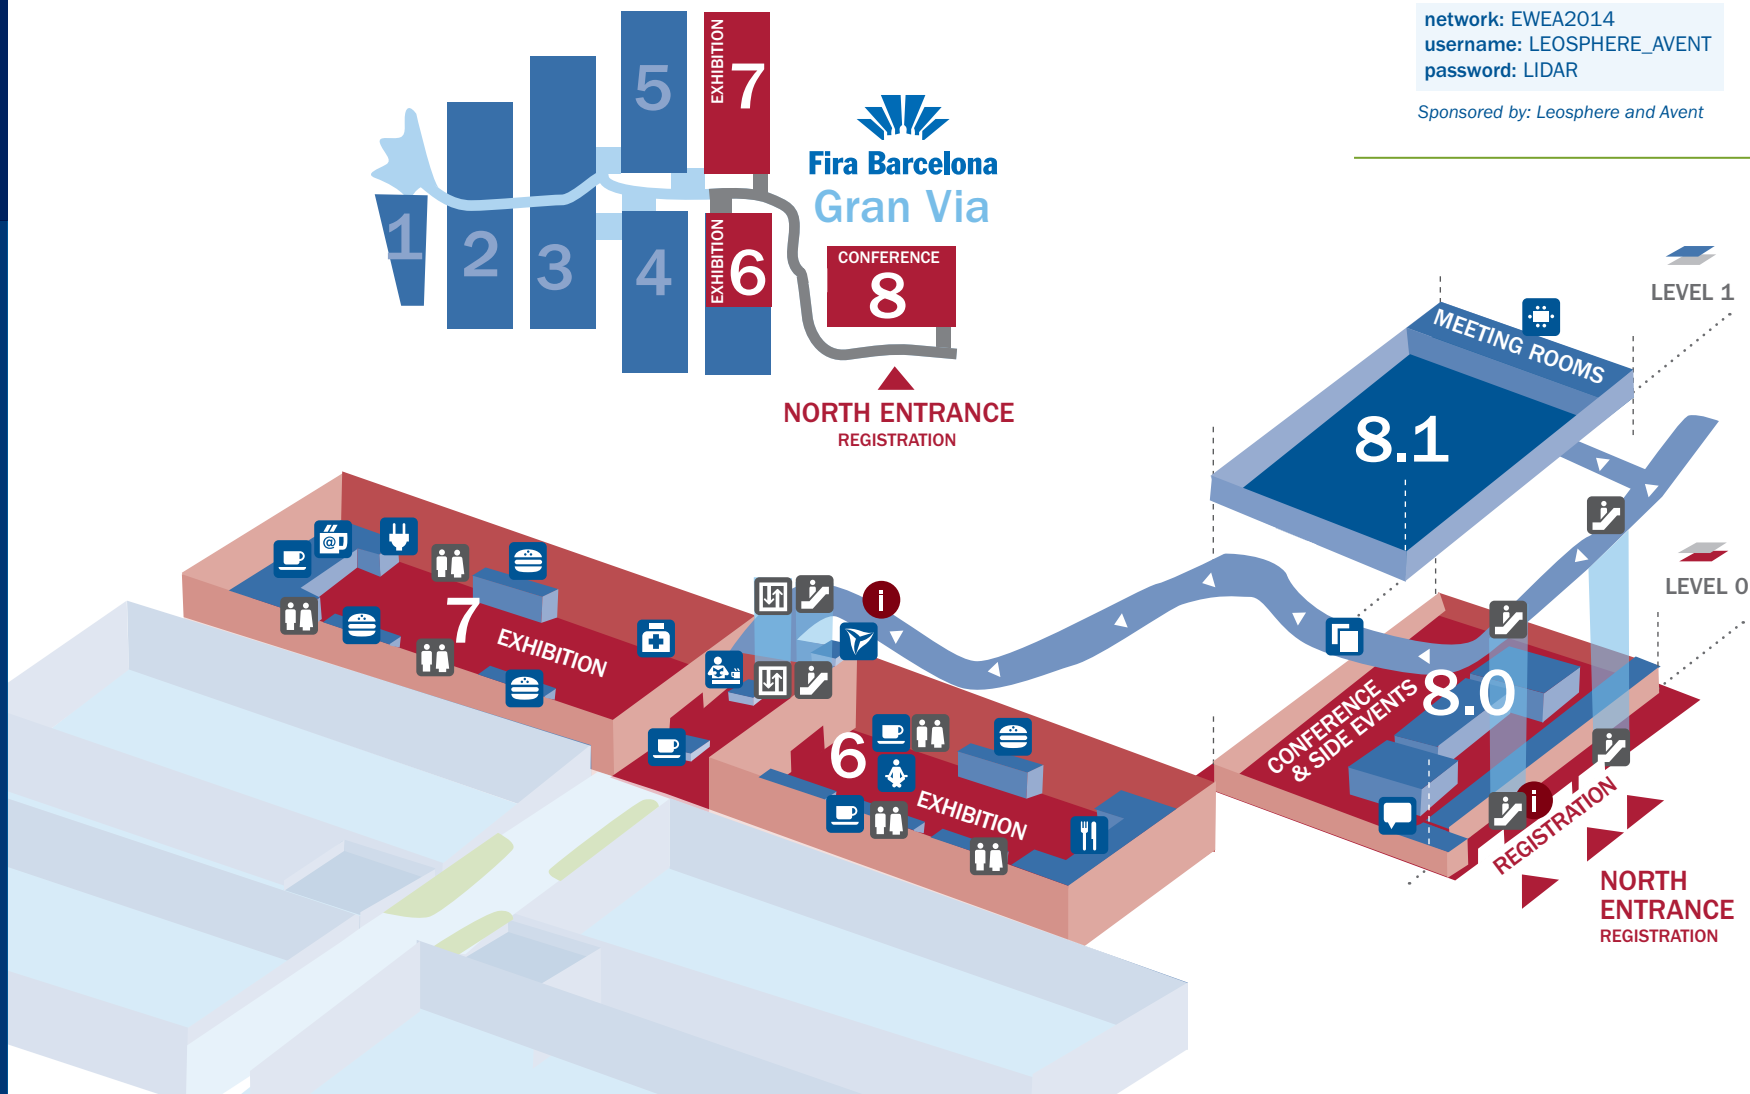 network: EWEA2014
username: LEOSPHERE_AVENT
password: LIDAR
Sponsored by: Leosphere and Avent
1
2
3
5
4
EXHIBITION
7
EXHIBITION
6
Fira Barcelona
Gran Via
CONFERENCE
8
NORTH ENTRANCE
REGISTRATION
LEVEL 1
MEETING ROOMS
8.1
LEVEL 0
@
7
EXHIBITION
i
6
EXHIBITION
CONFERENCE
& SIDE EVENTS
8.0
i
REGISTRATION
NORTH
ENTRANCE
REGISTRATION